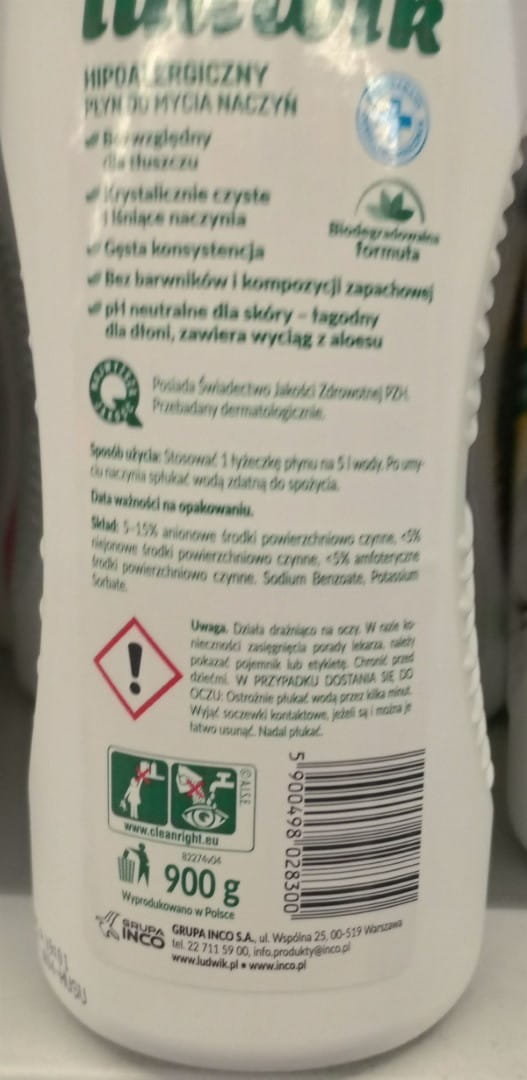 ludwik
HIPOALERGICZNY
PŁYN DO MYCIA NACZYŃ
Bezwzględny
dla tłuszczu
Krystalicznie czyste
i lśniące naczynia
Gęsta konsystencja
Bez barwników i kompozycji zapachowej
pH neutralne dla skóry – łagodny
dla dłoni, zawiera wyciąg z aloesu
Biodegradowalna
formuła
Posiada Świadectwo Jakości Zdrowotnej PZH.
Przebadany dermatologicznie.
Sposób użycia: Stosować 1 łyżeczkę płynu na 5 l wody. Po umy-
ciu naczynia spłukać wodą zdatną do spożycia.
Data ważności na opakowaniu.
Skład: 5-15% anionowe środki powierzchniowo czynne, <5%
niejonowe środki powierzchniowo czynne, <5% amfoteryczne
środki powierzchniowo czynne, Sodium Benzoate, Potassium
Sorbate.
Uwaga. Działa drażniąco na oczy. W razie ko-
nieczności zasięgnięcia porady lekarza, należy
pokazać pojemnik lub etykietę. Chronić przed
dziećmi. W PRZYPADKU DOSTANIA SIĘ DO
OCZU: Ostrożnie płukać wodą przez kilka minut.
Wyjąć soczewki kontaktowe, jeżeli są i można je
łatwo usunąć. Nadal płukać.
©A.I.S.E.
www.cleanright.eu
82274v04
900 g
Wyprodukowano w Polsce
5 900498 028300
GRUPA
INCO
GRUPA INCO S.A., ul. Wspólna 25, 00-519 Warszawa
tel. 22 711 59 00, info.produkty@inco.pl
www.ludwik.pl • www.inco.pl